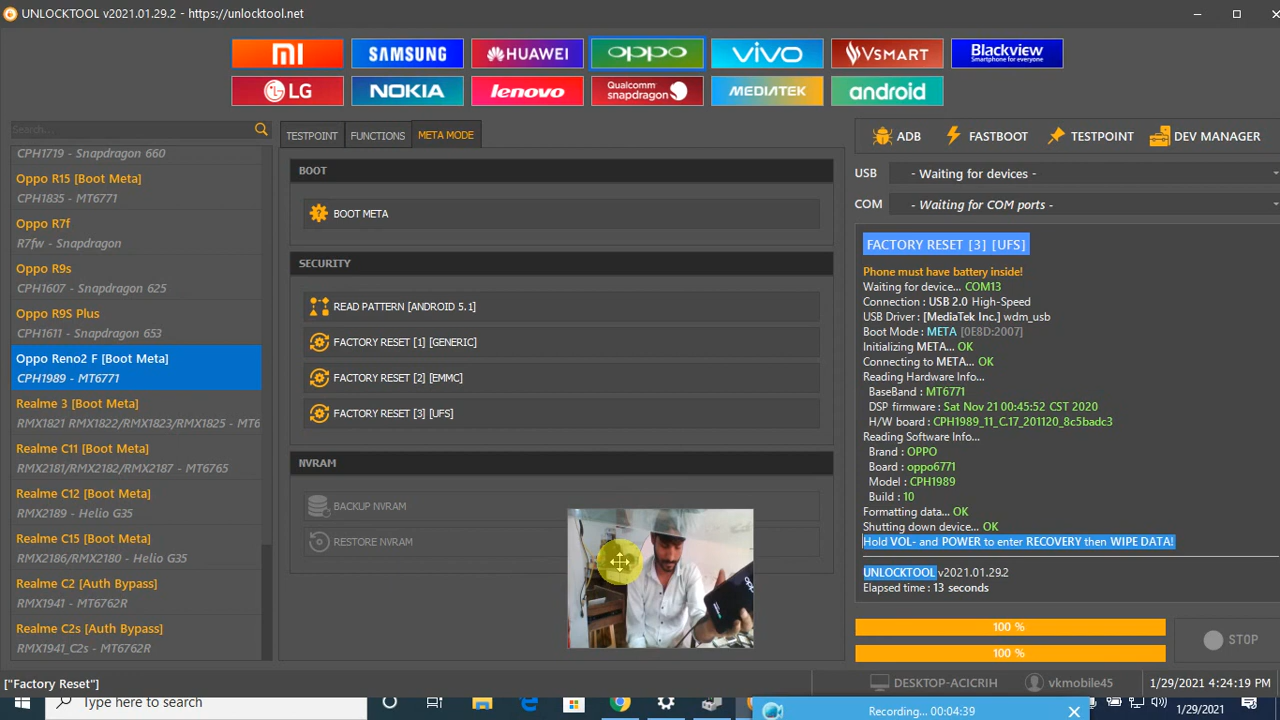 UNLOCKTOOL v2021.01.29.2 - https://unlocktool.net
MI SAMSUNG HUAWEI oppo vivo VSMART Blackview
Smartphone for everyone
LG NOKIA lenovo Qualcomm snapdragon MEDIATEK android
Search...
CPH1719 - Snapdragon 660
Oppo R15 [Boot Meta]
CPH1835 - MT6771
Oppo R7f
R7fw - Snapdragon
Oppo R9s
CPH1607 - Snapdragon 625
Oppo R9S Plus
CPH1611 - Snapdragon 653
Oppo Reno2 F [Boot Meta]
CPH1989 - MT6771
Realme 3 [Boot Meta]
RMX1821 RMX1822/RMX1823/RMX1825 - MT6
Realme C11 [Boot Meta]
RMX2181/RMX2182/RMX2187 - MT6765
Realme C12 [Boot Meta]
RMX2189 - Helio G35
Realme C15 [Boot Meta]
RMX2186/RMX2180 - Helio G35
Realme C2 [Auth Bypass]
RMX1941 - MT6762R
Realme C2s [Auth Bypass]
RMX1941_C2s - MT6762R
TESTPOINT FUNCTIONS META MODE
BOOT
BOOT META
SECURITY
READ PATTERN [ANDROID 5.1]
FACTORY RESET [1] [GENERIC]
FACTORY RESET [2] [EMMC]
FACTORY RESET [3] [UFS]
NVRAM
BACKUP NVRAM
RESTORE NVRAM
oppo
ADB FASTBOOT TESTPOINT DEV MANAGER
USB - Waiting for devices -
COM - Waiting for COM ports -
FACTORY RESET [3] [UFS]
Phone must have battery inside!
Waiting for device... COM13
Connection : USB 2.0 High-Speed
USB Driver : [MediaTek Inc.] wdm_usb
Boot Mode : META [0E8D:2007]
Initializing META... OK
Connecting to META... OK
Reading Hardware Info...
BaseBand : MT6771
DSP firmware : Sat Nov 21 00:45:52 CST 2020
H/W board : CPH1989_11_C.17_201120_8c5badc3
Reading Software Info...
Brand : OPPO
Board : oppo6771
Model : CPH1989
Build : 10
Formatting data... OK
Shutting down device... OK
Hold VOL- and POWER to enter RECOVERY then WIPE DATA!
UNLOCKTOOL v2021.01.29.2
Elapsed time : 13 seconds
100 %
100 %
STOP
["Factory Reset"] DESKTOP-ACICRIH vkmobile45 1/29/2021 4:24:19 PM
Type here to search
Recording... 00:04:39
1/29/2021